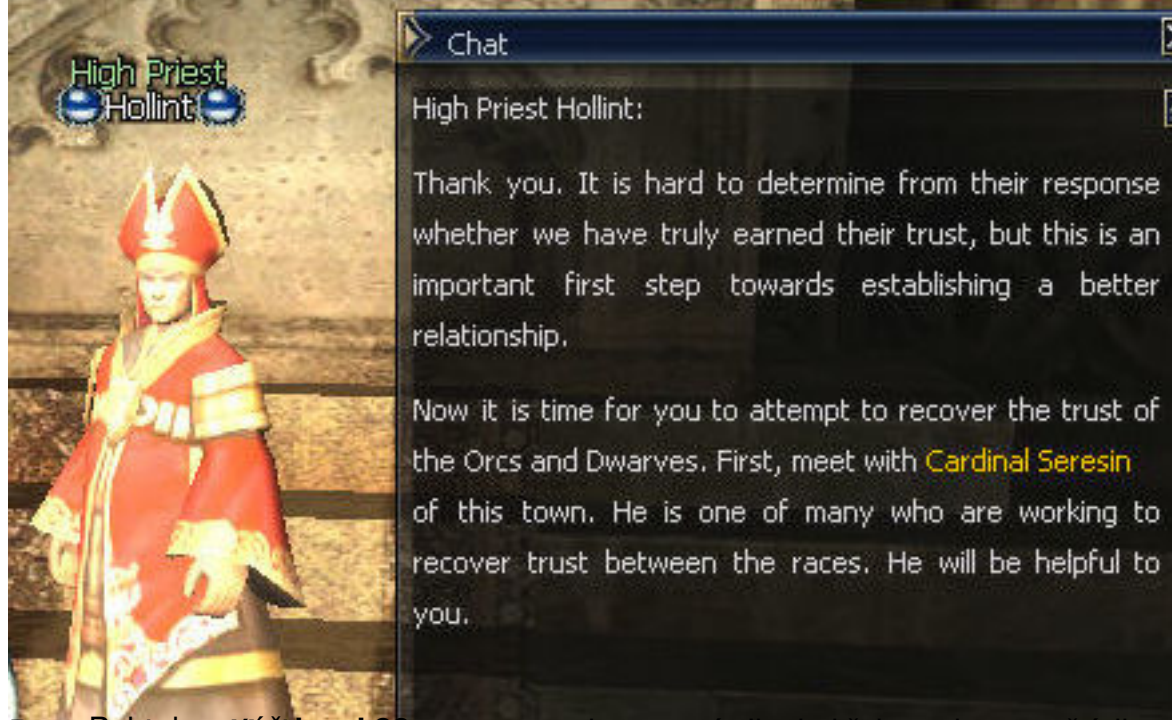 High Priest
Hollint
Chat
High Priest Hollint:
Thank you. It is hard to determine from their response
whether we have truly earned their trust, but this is an
important first step towards establishing a better
relationship.
Now it is time for you to attempt to recover the trust of
the Orcs and Dwarves. First, meet with Cardinal Seresin
of this town. He is one of many who are working to
recover trust between the races. He will be helpful to
you.